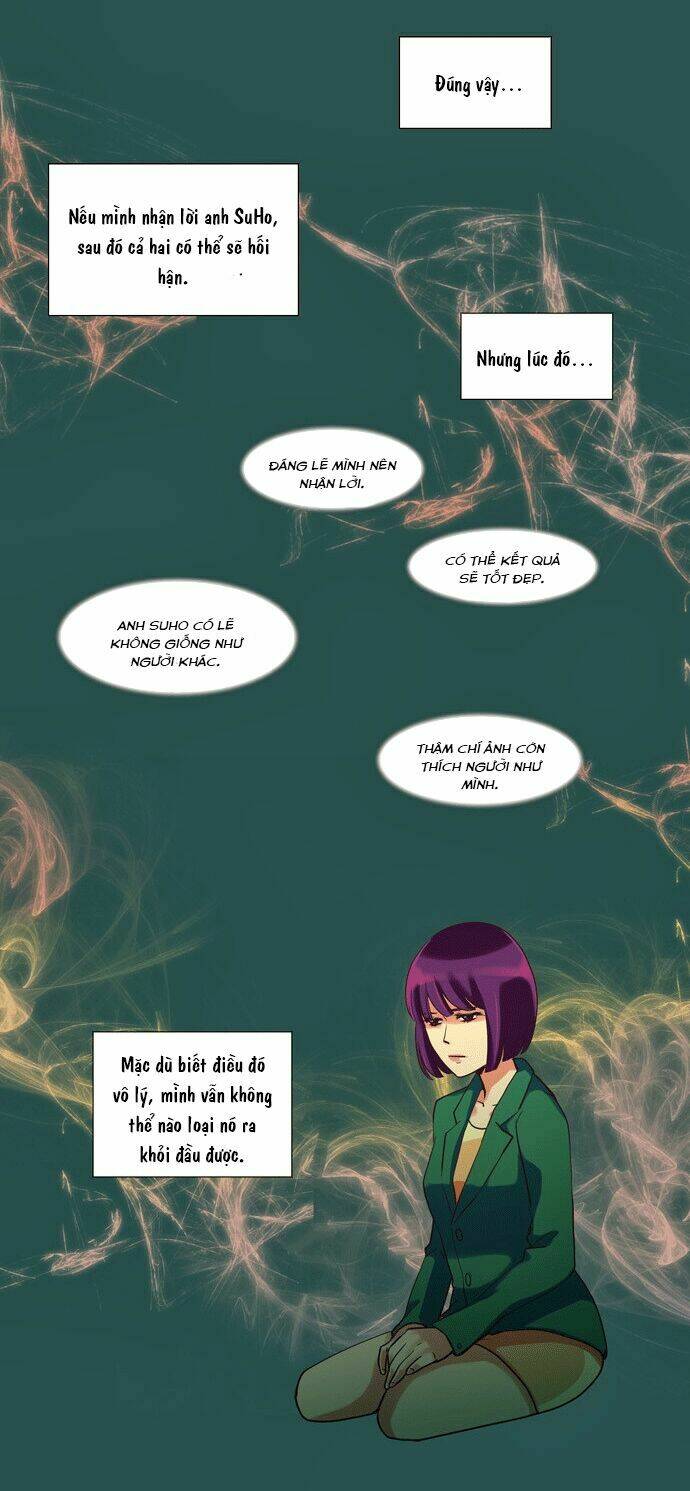 Đúng vậy...
Nếu mình nhận lời anh SuHo,
sau đó cả hai có thể sẽ hối
hận.
Nhưng lúc đó...
ĐÁNG LẼ MÌNH NÊN
NHẬN LỜI.
CÓ THỂ KẾT QUẢ
SẼ TỐT ĐẸP.
ANH SUHO CÓ LẼ
KHÔNG GIỐNG NHƯ
NGƯỜI KHÁC.
THẬM CHÍ ẢNH CÒN
THÍCH NGƯỜI NHƯ
MÌNH.
Mặc dù biết điều đó
vô lý, mình vẫn không
thể nào loại nó ra
khỏi đầu được.